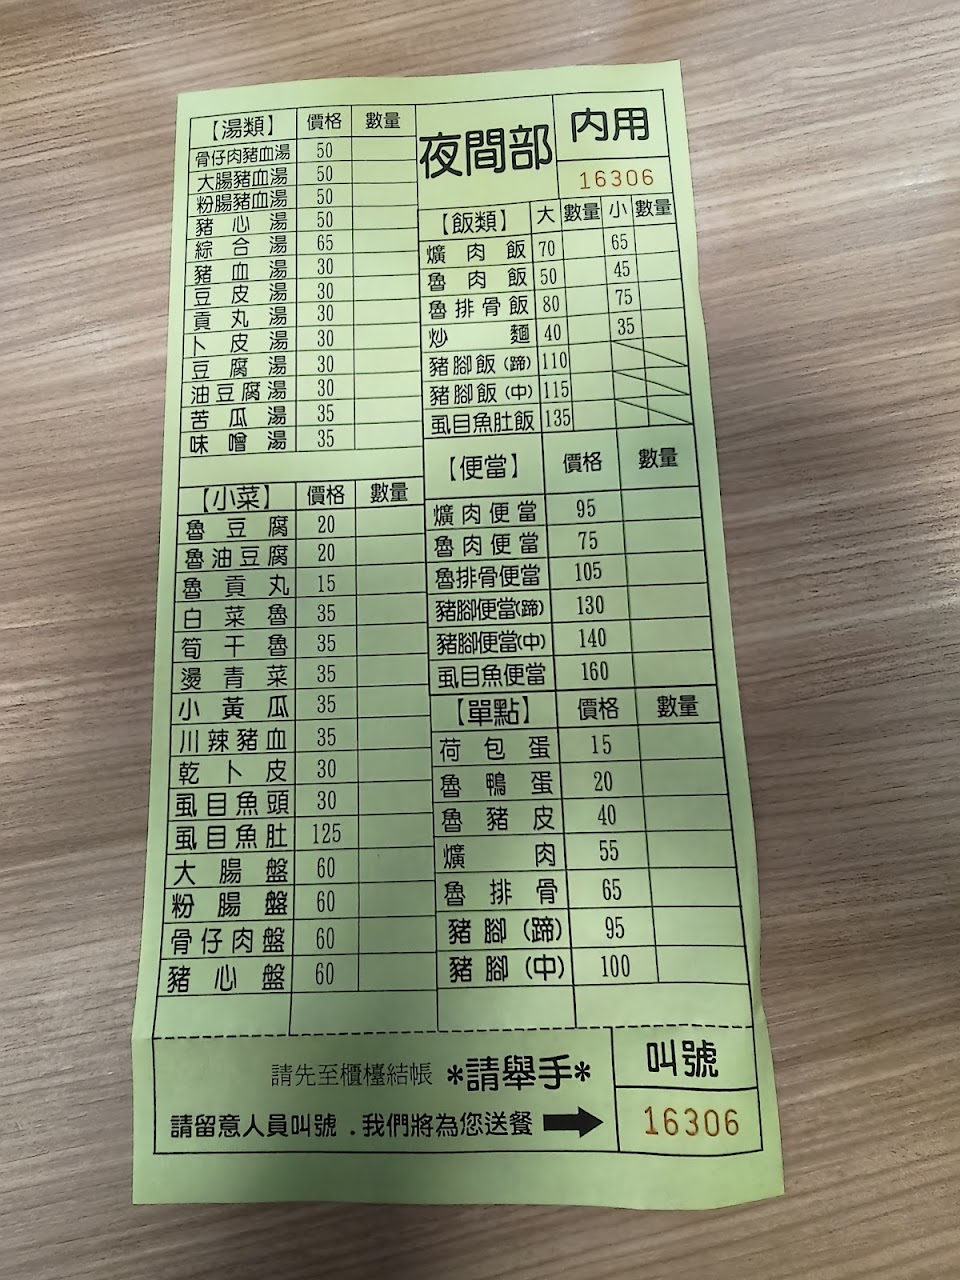 【湯類】 價格 數量
骨仔肉豬血湯 50
大腸豬血湯 50
粉腸豬血湯 50
豬心湯 50
綜合湯 65
豬血湯 30
豆皮湯 30
貢丸湯 30
卜皮湯 30
豆腐湯 30
油豆腐湯 30
苦瓜湯 35
味噌湯 35
【小菜】 價格 數量
魯豆腐 20
魯油豆腐 20
魯貢丸 15
白菜魯 35
筍干魯 35
燙青菜 35
小黃瓜 35
川辣豬血 35
乾卜皮 30
虱目魚頭 30
虱目魚肚 125
大腸盤 60
粉腸盤 60
骨仔肉盤 60
豬心盤 60
夜間部 內用
16306
【飯類】 大 數量 小 數量
爌肉飯 70 65
魯肉飯 50 45
魯排骨飯 80 75
炒麵 40 35
豬腳飯(蹄) 110
豬腳飯(中) 115
虱目魚肚飯 135
【便當】 價格 數量
爌肉便當 95
魯肉便當 75
魯排骨便當 105
豬腳便當(蹄) 130
豬腳便當(中) 140
虱目魚便當 160
【單點】 價格 數量
荷包蛋 15
魯鴨蛋 20
魯豬皮 40
爌肉 55
魯排骨 65
豬腳(蹄) 95
豬腳(中) 100
請先至櫃檯結帳 *請舉手*
請留意人員叫號.我們將為您送餐
叫號
16306